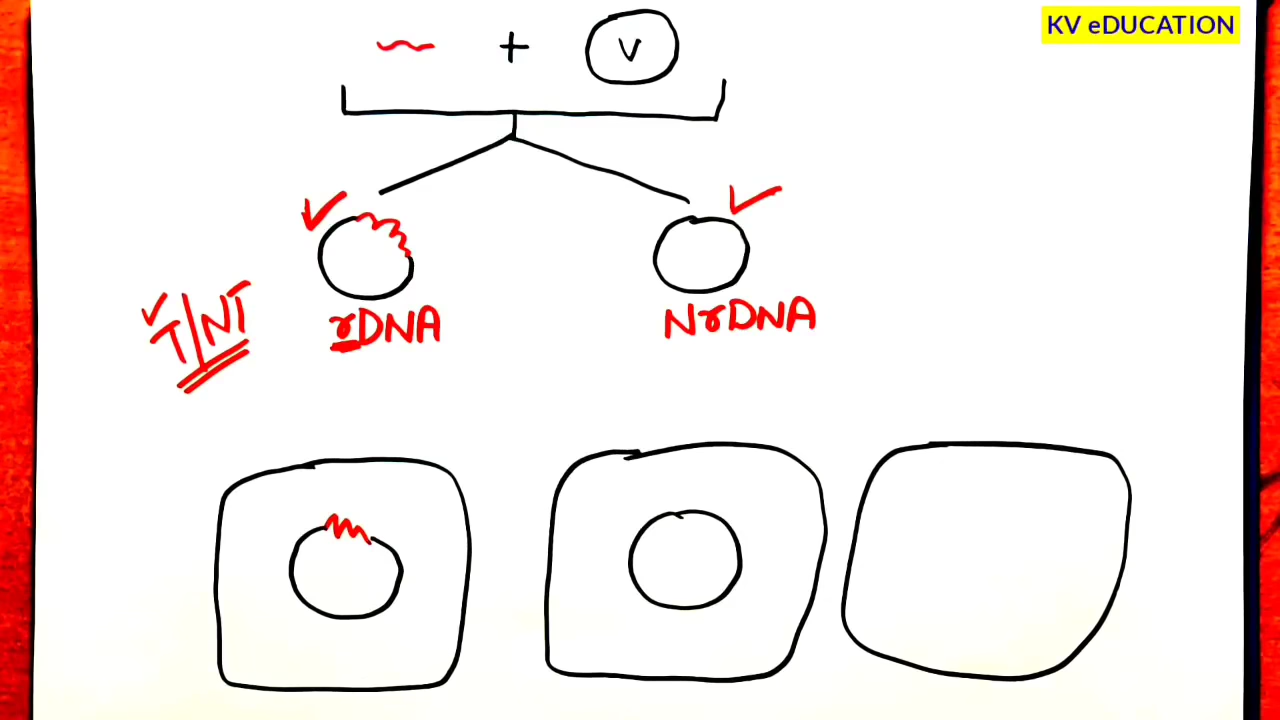 KV eDUCATION
+ V
T/NT
rDNA
NrDNA